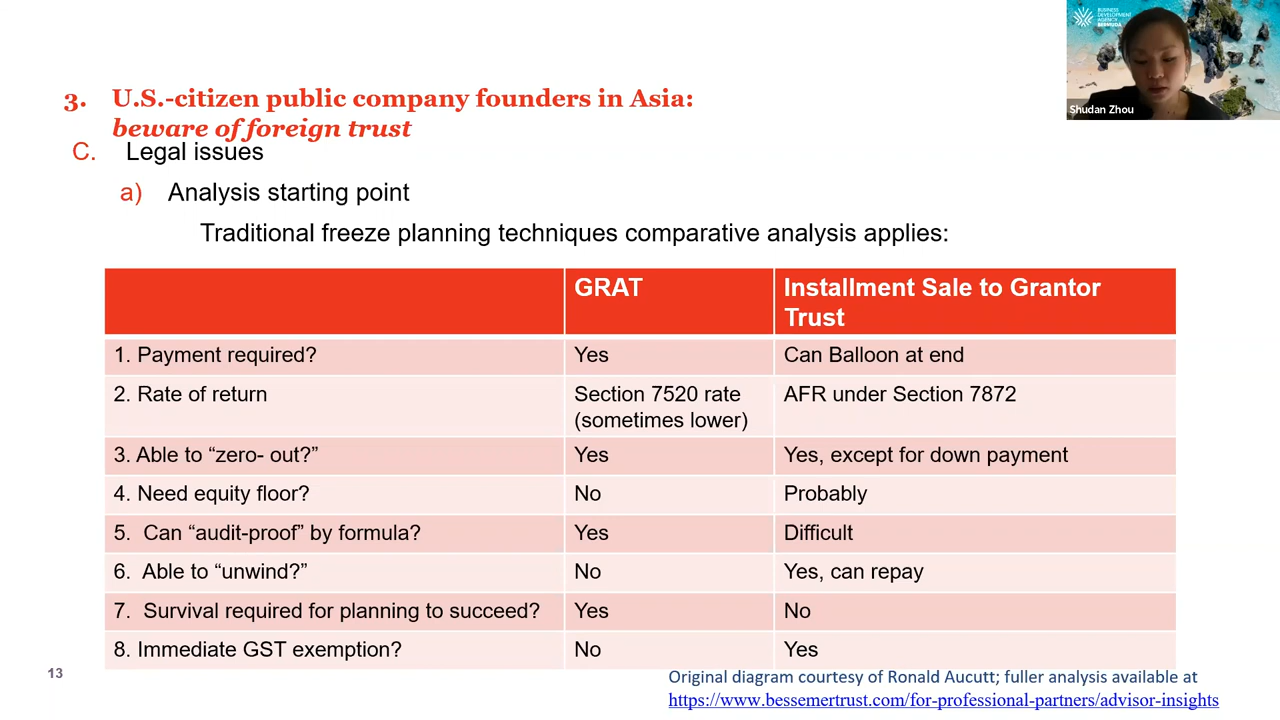 BUSINESS
DEVELOPMENT
AGENCY
BERMUDA
Shudan Zhou
3. U.S.-citizen public company founders in Asia:
beware of foreign trust
C. Legal issues
a) Analysis starting point
Traditional freeze planning techniques comparative analysis applies:
GRAT
Installment Sale to Grantor
Trust
1. Payment required?
Yes
Can Balloon at end
2. Rate of return
Section 7520 rate
(sometimes lower)
AFR under Section 7872
3. Able to “zero- out?”
Yes
Yes, except for down payment
4. Need equity floor?
No
Probably
5. Can “audit-proof” by formula?
Yes
Difficult
6. Able to “unwind?”
No
Yes, can repay
7. Survival required for planning to succeed?
Yes
No
8. Immediate GST exemption?
No
Yes
13
Original diagram courtesy of Ronald Aucutt; fuller analysis available at
https://www.bessemertrust.com/for-professional-partners/advisor-insights